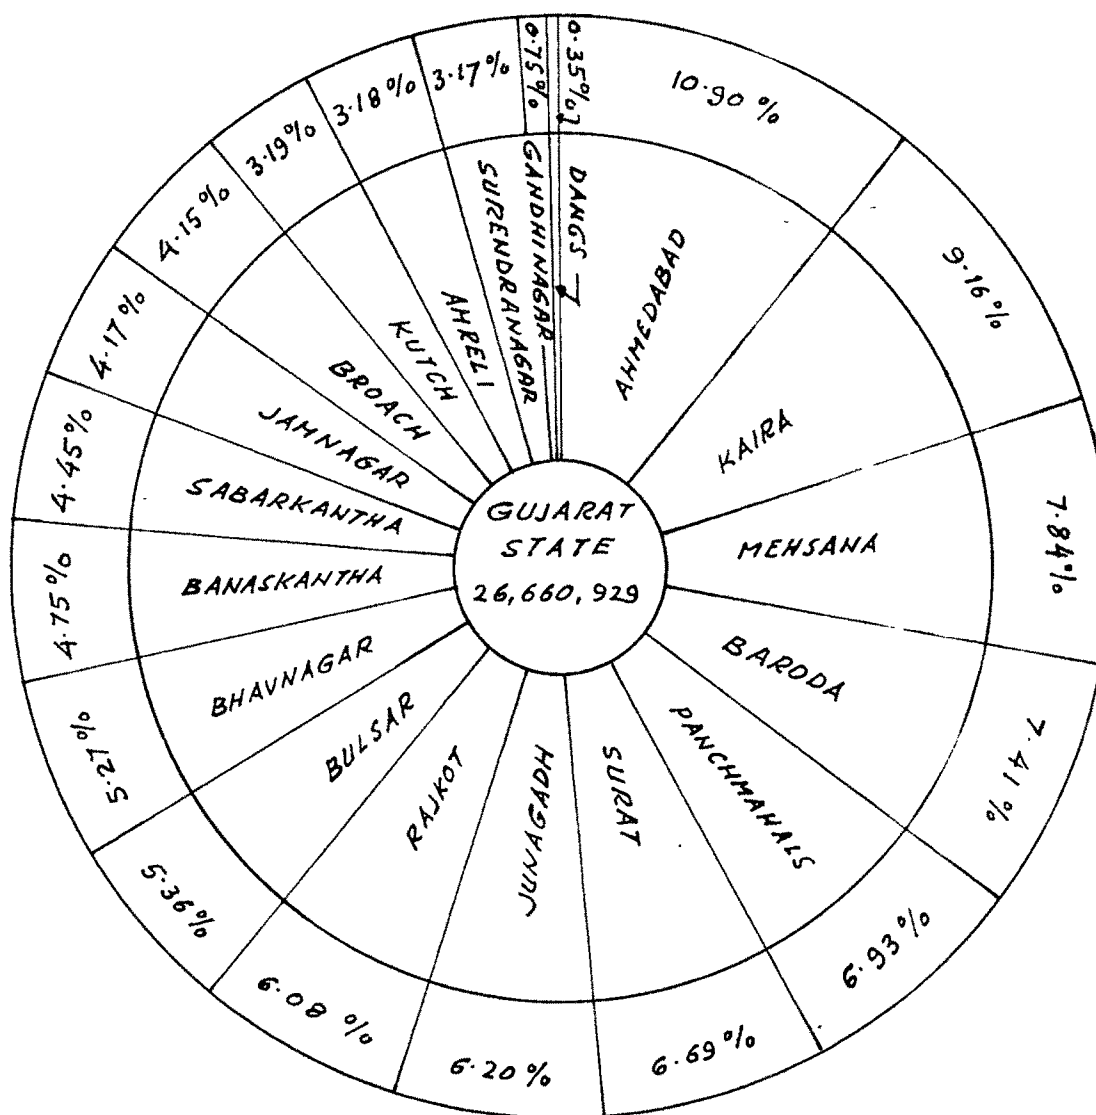 GUJARAT
STATE
26,660,929
AHMEDABAD
10.90 %
KAIRA
9.16%
MEHSANA
7.84%
BARODA
7.41%
PANCHMAHALS
6.93%
SURAT
6.69%
JUNAGADH
6.20%
RAJKOT
6.08 %
BULSAR
5.36%
BHAVNAGAR
5.27%
BANASKANTHA
4.75%
SABARKANTHA
4.45%
JAMNAGAR
4.17%
BROACH
4.15%
KUTCH
3.19%
AMRELI
3.18%
SURENDRANAGAR
3.17%
GANDHINAGAR
0.75%
DANGS
0.35%